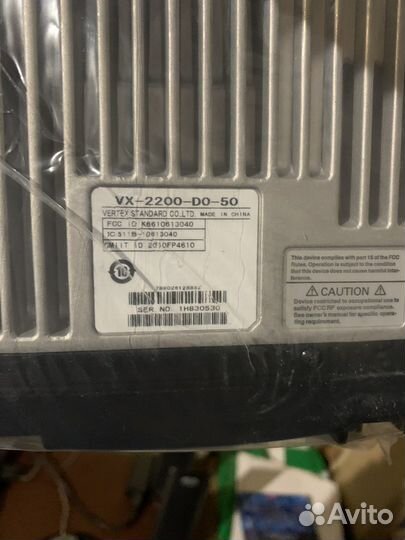 VX-2200-D0-50
VERTEX STANDARD CO.,LTD. MADE IN CHINA
FCC ID K6610613040
IC 511B-10613040
CMIIT ID 2010FP4610
10
SER. NO. 1H830530
This device complies with part 15 of the FCC
Rules. Operation is subject to the condition
that this device does not cause harmful inter-
ference.
CAUTION
Device restricted to occupational use to
satisfy FCC RF exposure compliance.
See owner's manual for specific operat-
ing requirement.
Avito